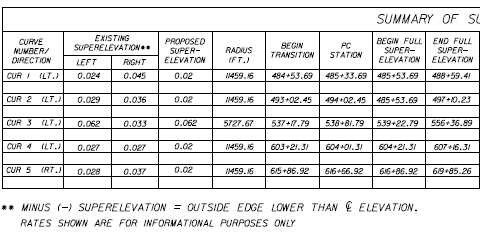 SUMMARY OF SU
CURVE NUMBER/ DIRECTION | EXISTING SUPERELEVATION** LEFT | EXISTING SUPERELEVATION** RIGHT | PROPOSED SUPER- ELEVATION | RADIUS (FT.) | BEGIN TRANSITION | PC STATION | BEGIN FULL SUPER- ELEVATION | END FULL SUPER- ELEVATION
CUR 1 (LT.) 0.024 0.045 0.02 11459.16 484+53.69 485+33.69 485+53.69 488+59.41
CUR 2 (LT.) 0.029 0.036 0.02 11459.16 493+02.45 494+02.45 485+53.69 497+10.23
CUR 3 (LT.) 0.062 0.033 0.062 5727.67 537+17.79 538+81.79 539+22.79 556+36.89
CUR 4 (LT.) 0.027 0.027 0.02 11459.16 603+21.31 604+01.31 604+21.31 607+16.31
CUR 5 (RT.) 0.028 0.037 0.02 11459.16 615+86.92 616+66.92 616+86.92 619+85.26
** MINUS (-) SUPERELEVATION = OUTSIDE EDGE LOWER THAN ℄ ELEVATION.
RATES SHOWN ARE FOR INFORMATIONAL PURPOSES ONLY